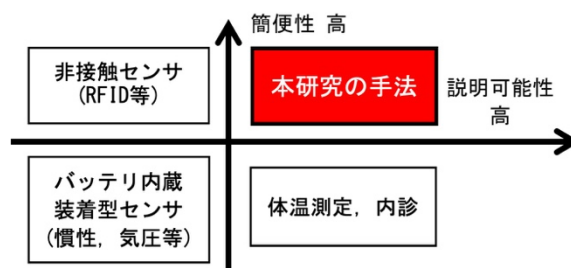 簡便性 高
非接触センサ
(RFID等)
本研究の手法
説明可能性
高
バッテリ内蔵
装着型センサ
(慣性，気圧等)
体温測定，内診